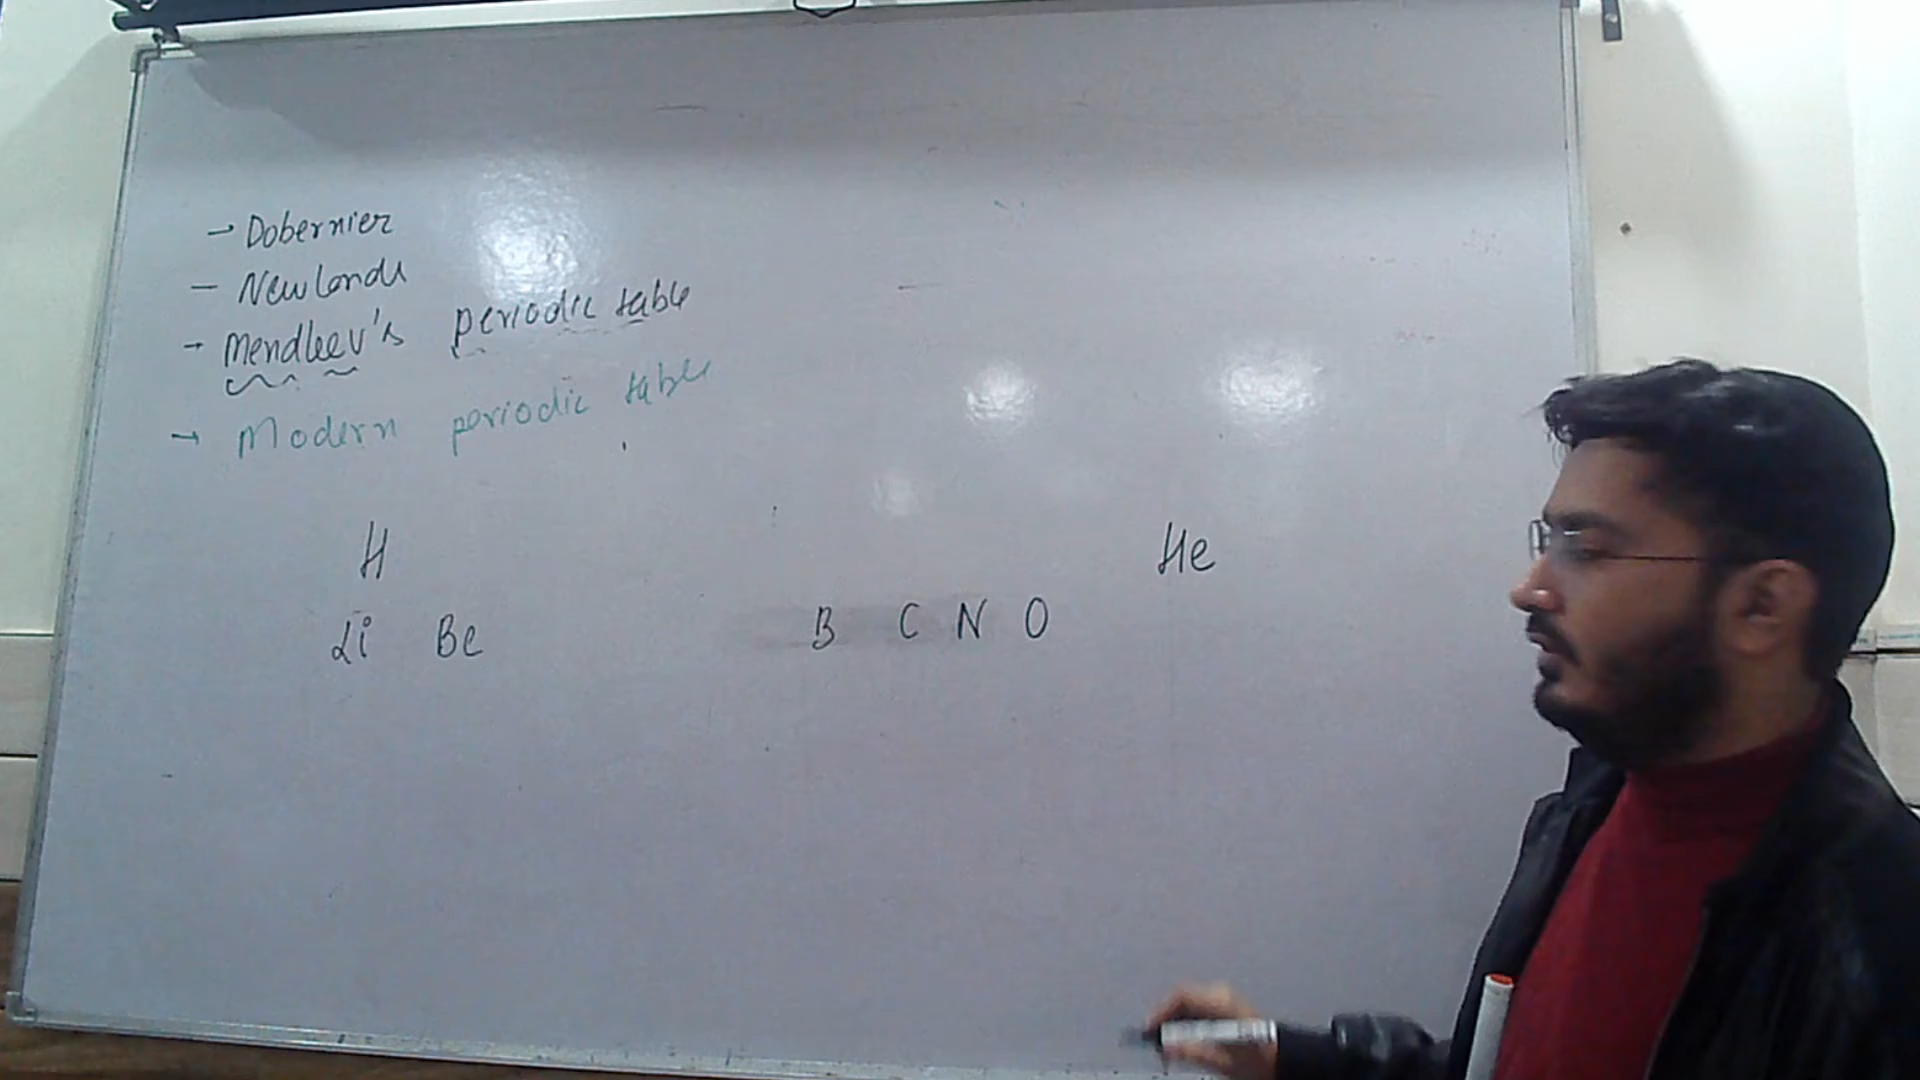 → Dobernier
— Newlands
→ Mendleev's periodic table
→ Modern periodic table
H He
Li Be B C N O